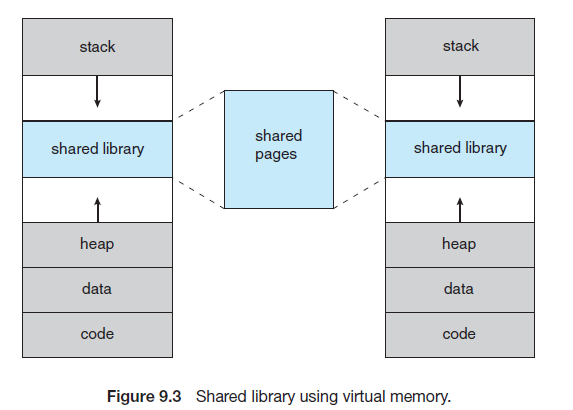 stack
shared library
heap
data
code
shared
pages
stack
shared library
heap
data
code
Figure 9.3 Shared library using virtual memory.